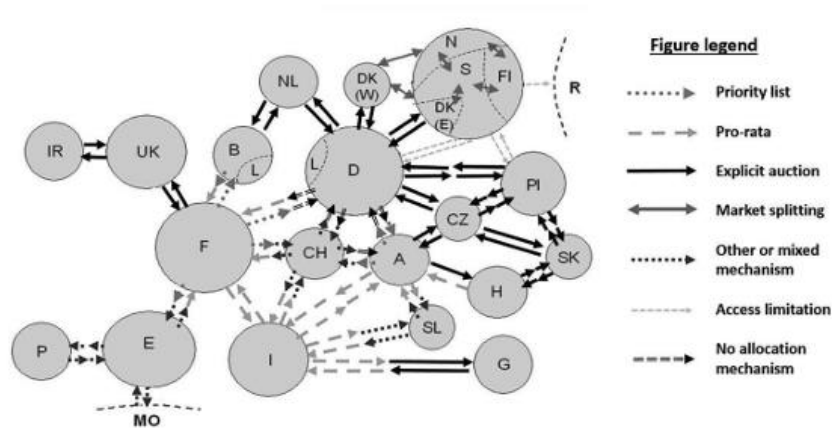 Figure legend
Priority list
Pro-rata
Explicit auction
Market splitting
Other or mixed
mechanism
Access limitation
No allocation
mechanism
N
S
FI
DK
(E)
DK
(W)
R
NL
IR
UK
B
L
L
D
PI
CZ
F
CH
A
SK
H
P
E
I
SL
G
MO